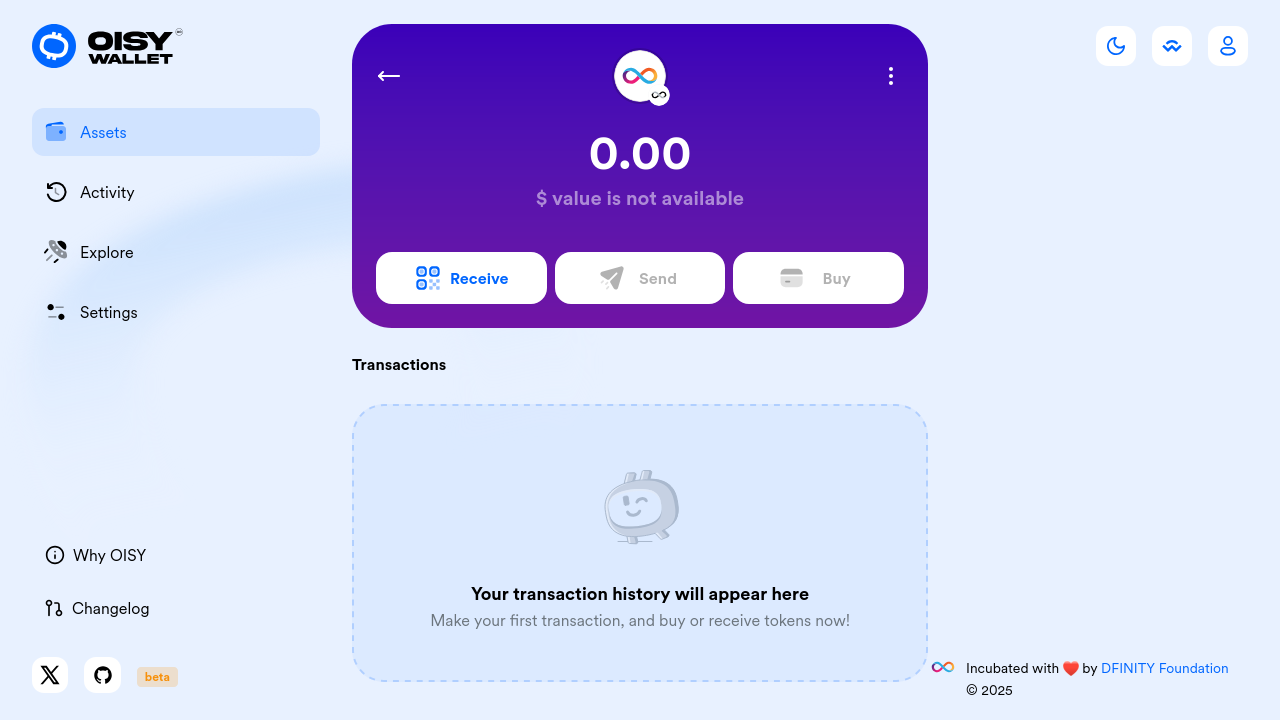 OISY
WALLET
Assets
Activity
Explore
Settings
Why OISY
Changelog
beta
0.00
$ value is not available
Receive
Send
Buy
Transactions
Your transaction history will appear here
Make your first transaction, and buy or receive tokens now!
Incubated with ❤️ by DFINITY Foundation
© 2025